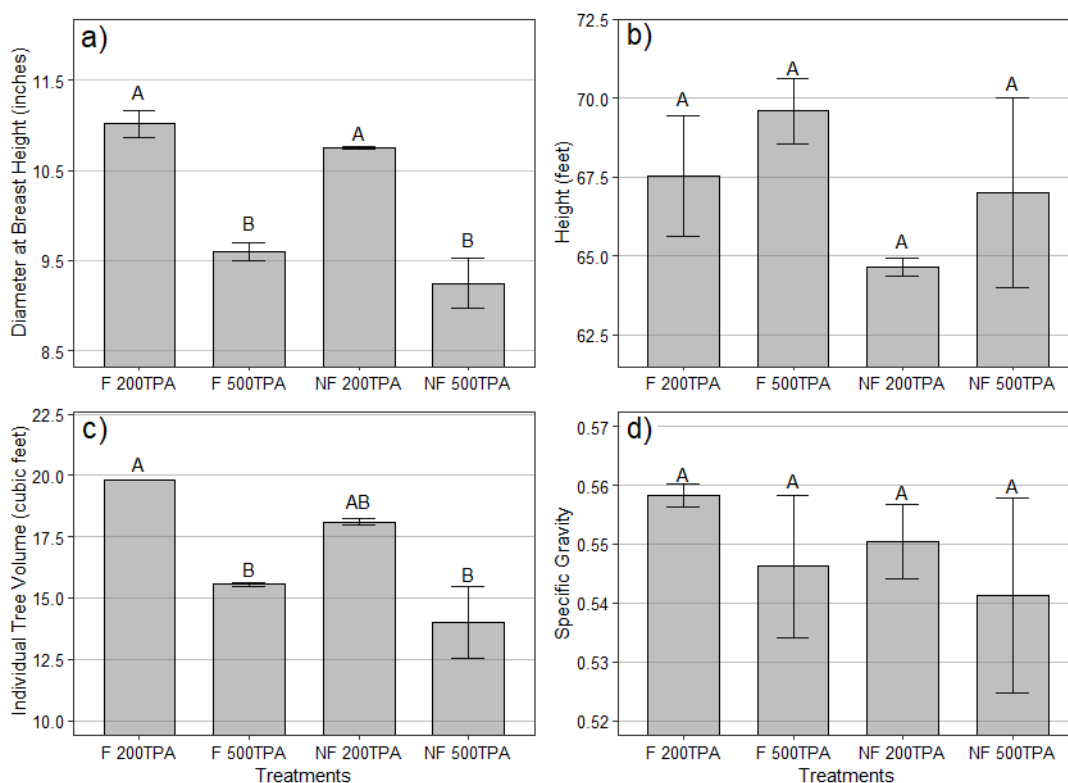 a)
Diameter at Breast Height (inches)
11.5
10.5
9.5
8.5
A
B
A
B
F 200TPA F 500TPA NF 200TPA NF 500TPA
b)
Height (feet)
72.5
70.0
67.5
65.0
62.5
A
A
A
A
F 200TPA F 500TPA NF 200TPA NF 500TPA
c)
Individual Tree Volume (cubic feet)
22.5
20.0
17.5
15.0
12.5
10.0
A
B
AB
B
F 200TPA F 500TPA NF 200TPA NF 500TPA
Treatments
d)
Specific Gravity
0.57
0.56
0.55
0.54
0.53
0.52
A
A
A
A
F 200TPA F 500TPA NF 200TPA NF 500TPA
Treatments